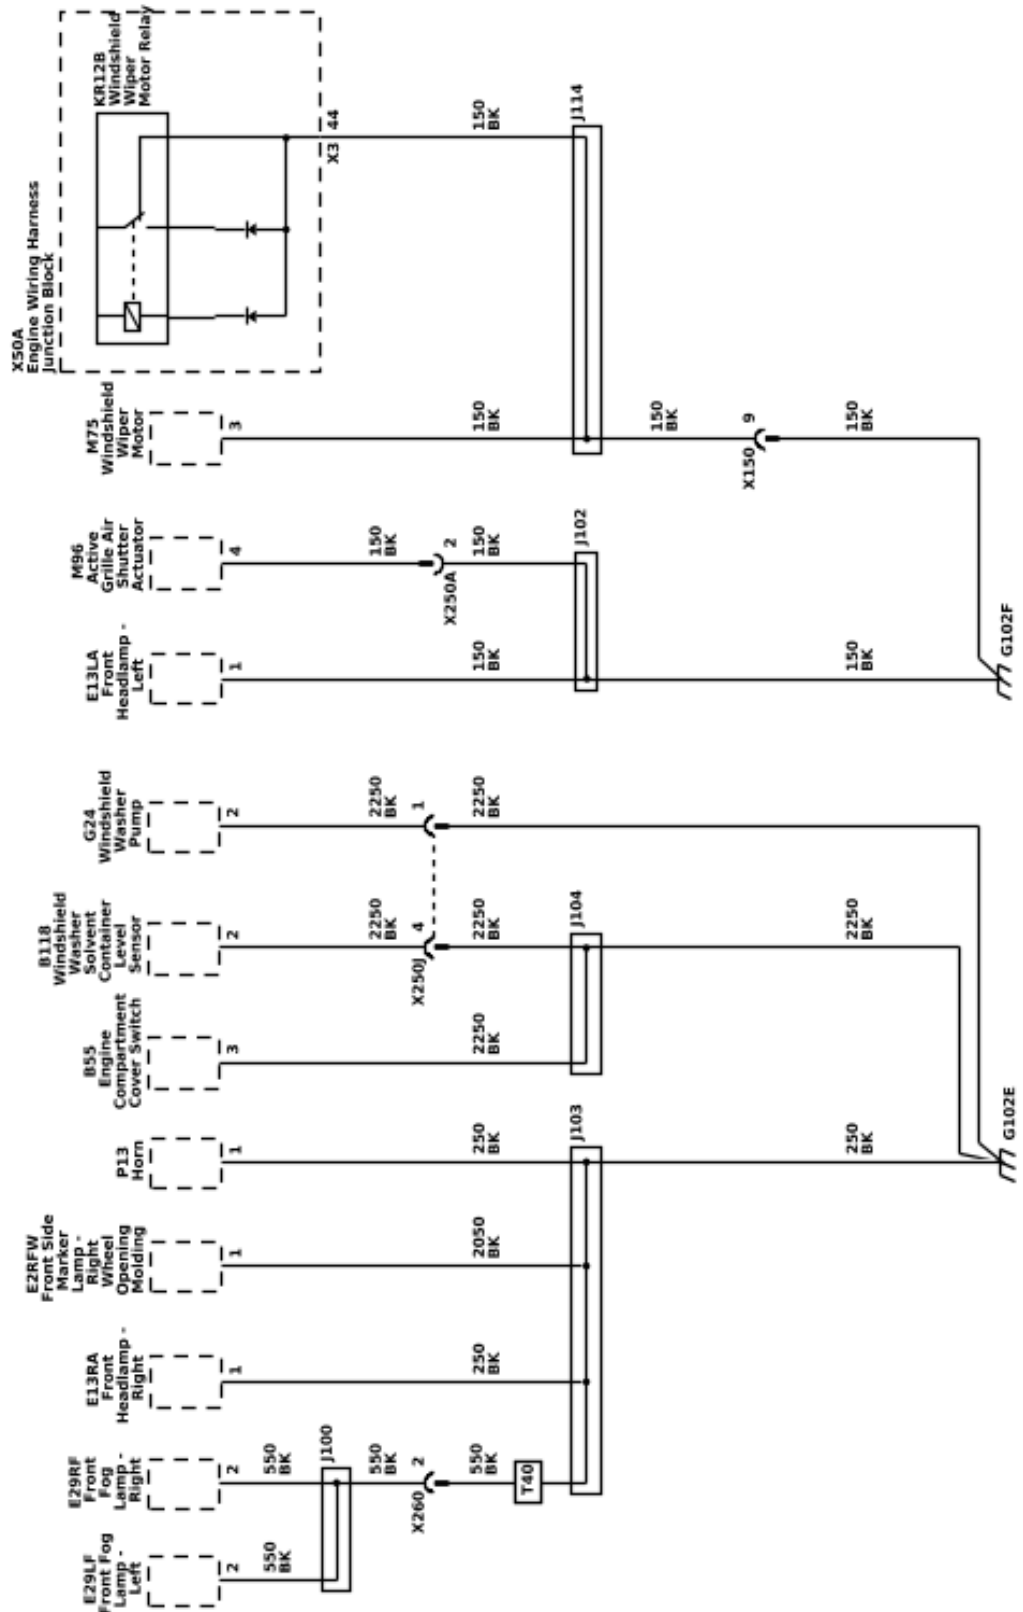 E29LF
Front Fog
Lamp -
Left
2
550
BK
E29RF
Front
Fog
Lamp -
Right
2
550
BK
J100
550
BK
2
X260
550
BK
T40
E13RA
Front
Headlamp -
Right
1
250
BK
E2RFW
Front Side
Marker
Lamp -
Right
Wheel
Opening
Molding
1
2050
BK
P13
Horn
1
250
BK
J103
250
BK
G102E
B55
Engine
Compartment
Cover Switch
3
2250
BK
B118
Windshield
Washer
Solvent
Container
Level
Sensor
2
2250
BK
4
X250J
2250
BK
J104
2250
BK
G24
Windshield
Washer
Pump
2
2250
BK
1
2250
BK
E13LA
Front
Headlamp -
Left
1
150
BK
150
BK
G102F
M96
Active
Grille Air
Shutter
Actuator
4
150
BK
2
X250A
150
BK
J102
M75
Windshield
Wiper
Motor
3
150
BK
150
BK
9
X150
150
BK
X50A
Engine Wiring Harness
Junction Block
KR12B
Windshield
Wiper
Motor Relay
44
X3
150
BK
J114